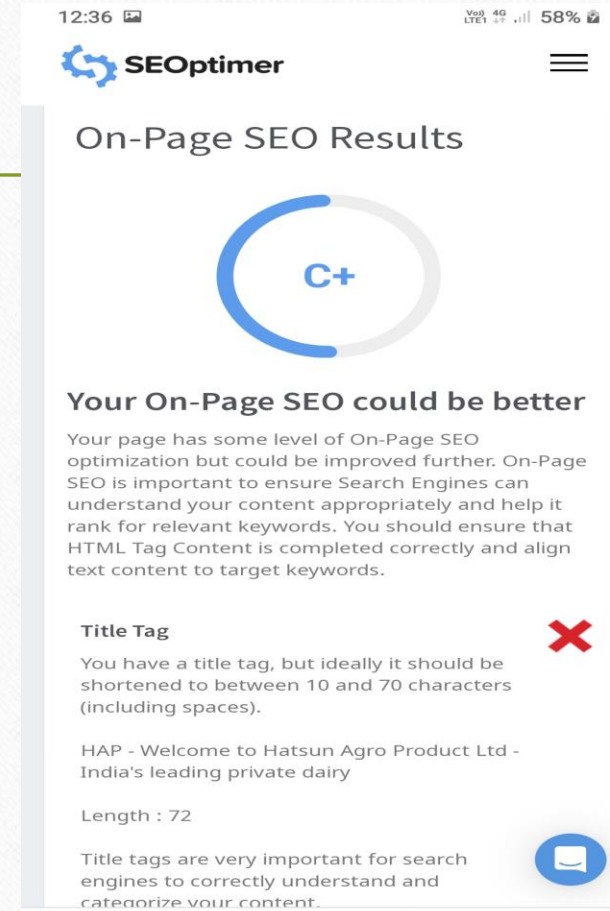 12:36
Vo)) 4G 58%
LTE1
SEOptimer
On-Page SEO Results
C+
Your On-Page SEO could be better
Your page has some level of On-Page SEO
optimization but could be improved further. On-Page
SEO is important to ensure Search Engines can
understand your content appropriately and help it
rank for relevant keywords. You should ensure that
HTML Tag Content is completed correctly and align
text content to target keywords.
Title Tag
You have a title tag, but ideally it should be
shortened to between 10 and 70 characters
(including spaces).
HAP - Welcome to Hatsun Agro Product Ltd -
India's leading private dairy
Length : 72
Title tags are very important for search
engines to correctly understand and
categorize your content.